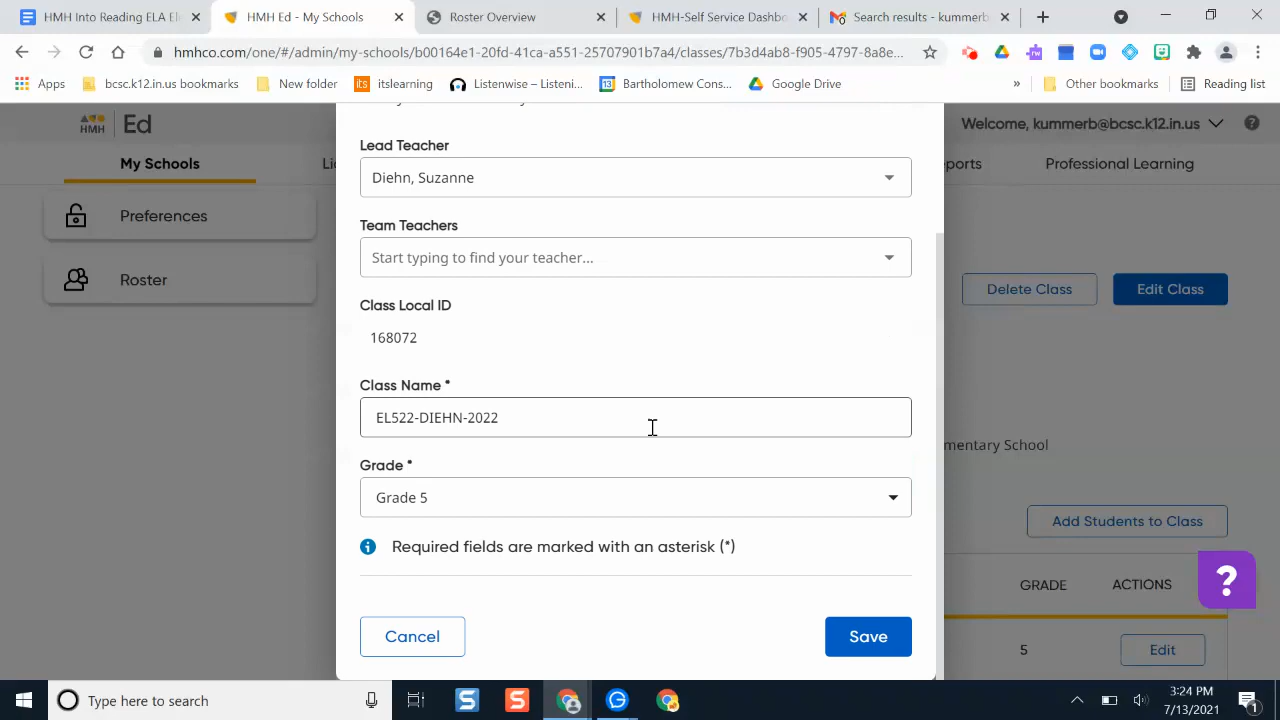 HMH Into Reading ELA El
HMH Ed - My Schools
Roster Overview
HMH-Self Service Dashbo
Search results - kummerb
hmhco.com/one/#/admin/my-schools/b00164e1-20fd-41ca-a551-25707901b7a4/classes/7b3d4ab8-f905-4797-8a8e...
Apps
bcsc.k12.in.us bookmarks
New folder
its
itslearning
Listenwise – Listeni...
Bartholomew Cons...
Google Drive
»
Other bookmarks
Reading list
HMH Ed
Welcome, kummerb@bcsc.k12.in.us
My Schools
Li
ports
Professional Learning
Preferences
Roster
Lead Teacher
Diehn, Suzanne
Team Teachers
Start typing to find your teacher...
Class Local ID
168072
Class Name *
EL522-DIEHN-2022
Grade *
Grade 5
Required fields are marked with an asterisk (*)
Cancel
Save
Delete Class
Edit Class
mentary School
Add Students to Class
GRADE
ACTIONS
5
Edit
?
Type here to search
3:24 PM
7/13/2021